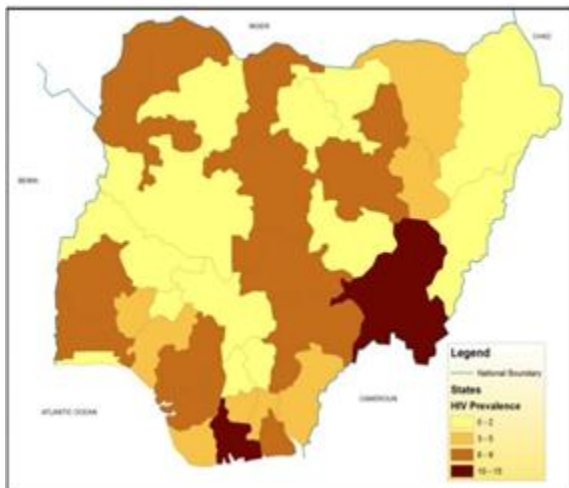 NIGER
CHAD
BENIN
ATLANTIC OCEAN
CAMEROUN
Legend
National Boundary
States
HIV Prevalence
0 - 2
3 - 5
6 - 9
10 - 15